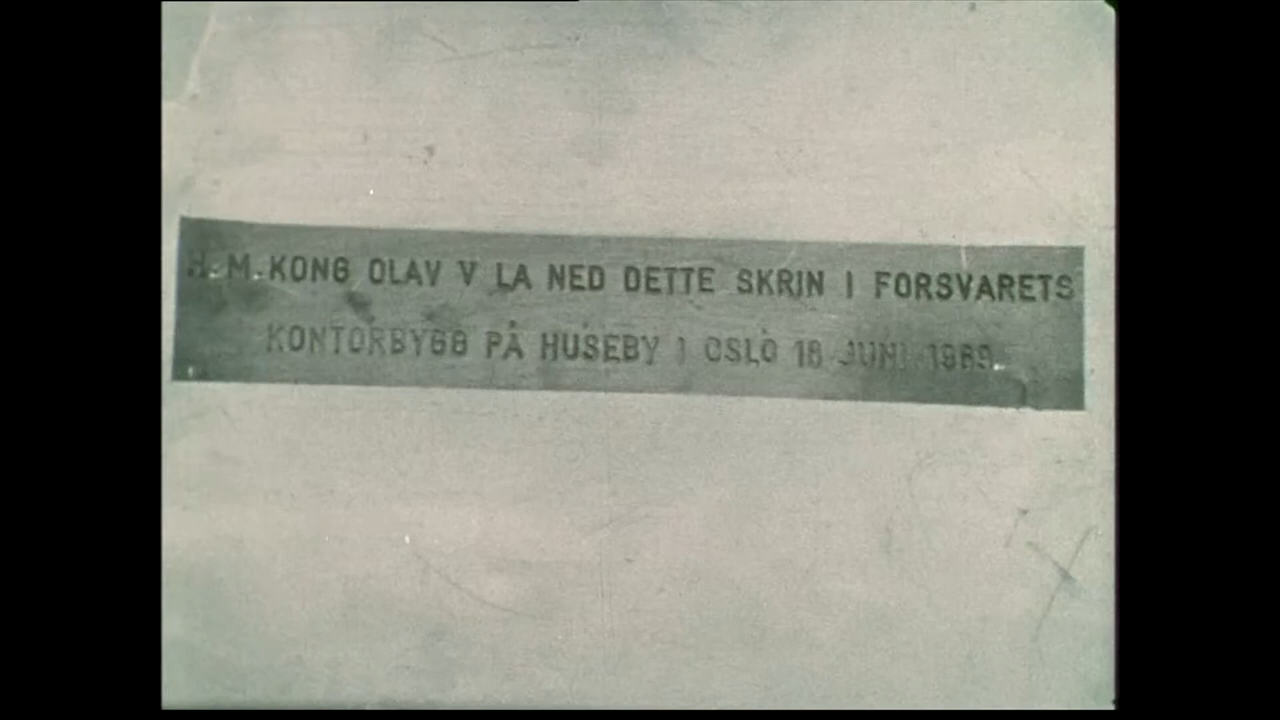 H.M.KONG OLAV V LA NED DETTE SKRIN I FORSVARETS
KONTORBYGG PÅ HUSEBY I OSLO 18 JUNI 1969.